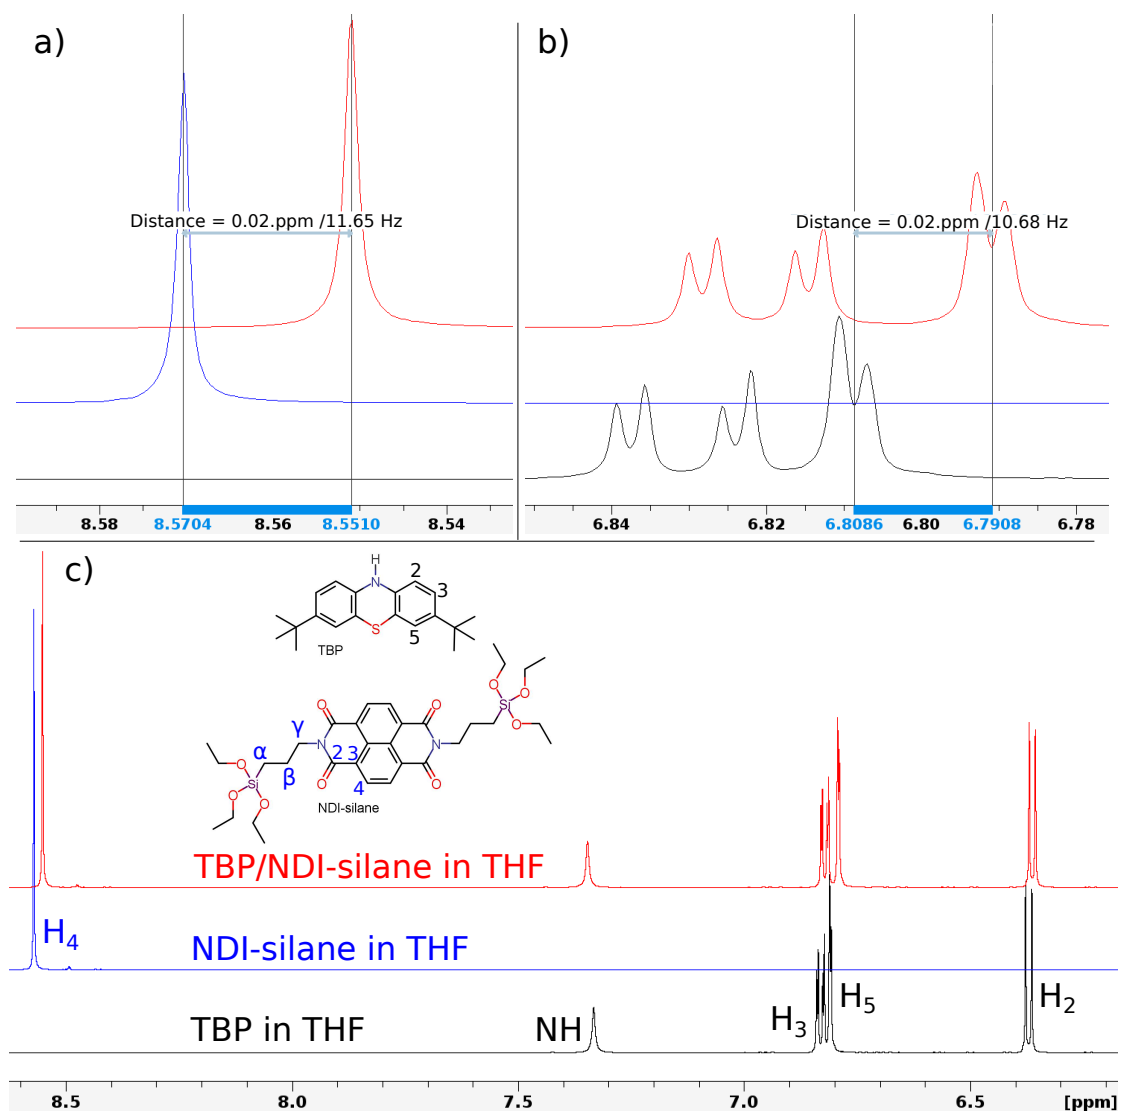 a)
b)
Distance = 0.02.ppm /11.65 Hz
Distance = 0.02.ppm /10.68 Hz
8.58 8.5704 8.56 8.5510 8.54
6.84 6.82 6.8086 6.80 6.7908 6.78
c)
H
N
2
3
S
5
TBP
O O
O Si O
O
O O
γ
N 2 3 N
α
β
O
Si
O O
4
O O
NDI-silane
TBP/NDI-silane in THF
H4
NDI-silane in THF
TBP in THF
NH
H3
H5
H2
8.5 8.0 7.5 7.0 6.5 [ppm]